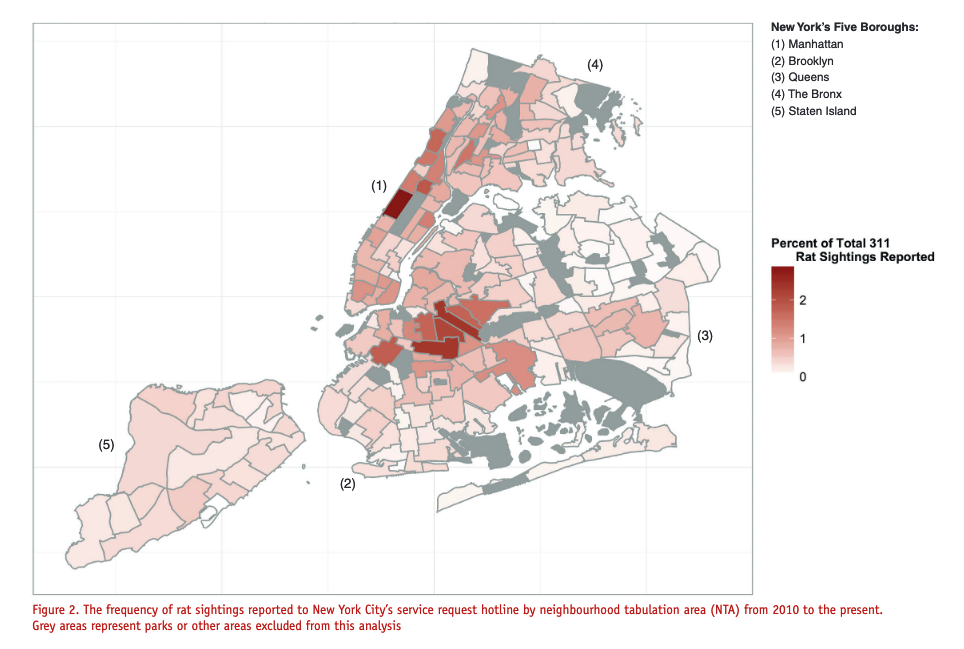 New York's Five Boroughs:
(1) Manhattan
(2) Brooklyn
(3) Queens
(4) The Bronx
(5) Staten Island
(4)
(1)
(3)
(5)
(2)
Percent of Total 311
Rat Sightings Reported
2
1
0
Figure 2. The frequency of rat sightings reported to New York City's service request hotline by neighbourhood tabulation area (NTA) from 2010 to the present.
Grey areas represent parks or other areas excluded from this analysis